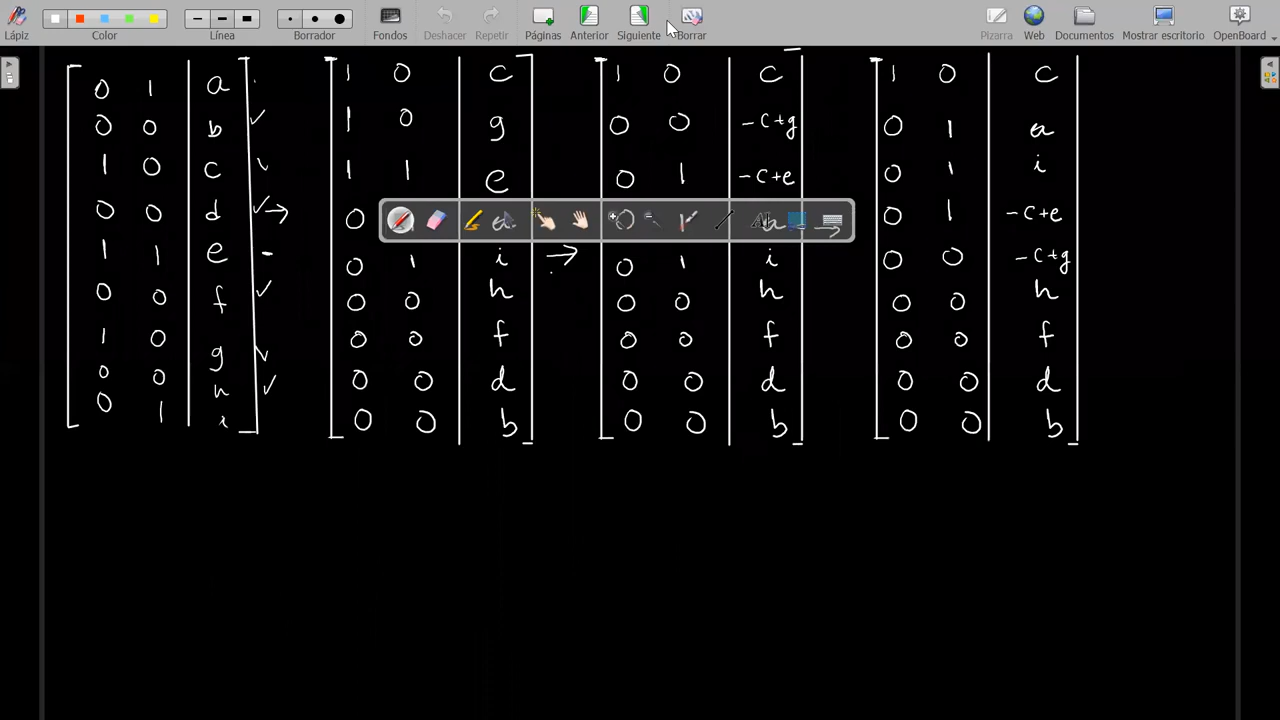 Lápiz Color Línea Borrador Fondos Deshacer Repetir Páginas Anterior Siguiente Borrar Pizarra Web Documentos Mostrar escritorio OpenBoard
0 1 a 1 0 c 1 0 c 1 0 c
0 0 b ✓ 1 0 g 0 0 -c+g 0 1 a
1 0 c ✓ 1 1 e 0 1 -c+e 0 1 i
0 0 d ✓ → 0 a a → 0 1 -c+e
1 1 e - 0 1 i → 0 1 i 0 0 -c+g
0 0 f ✓ 0 0 h 0 0 h 0 0 h
1 0 g ✓ 0 0 f 0 0 f 0 0 f
0 0 h ✓ 0 0 d 0 0 d 0 0 d
0 1 i 0 0 b 0 0 b 0 0 b